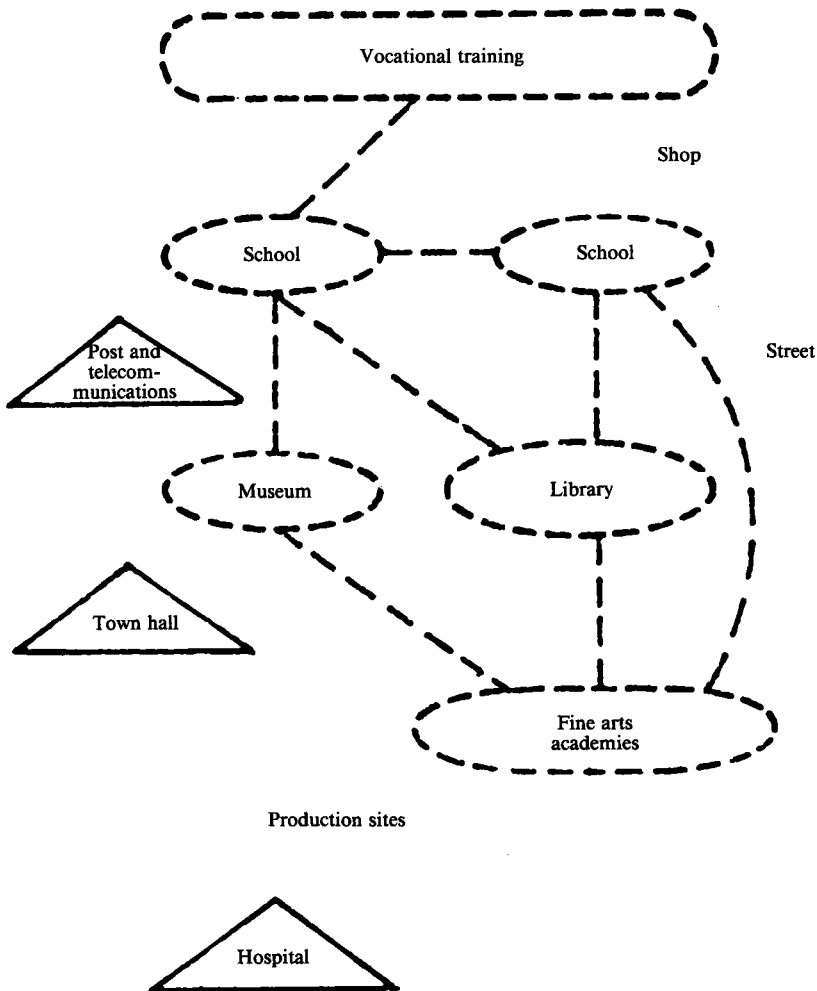 Vocational training
Shop
School
School
Post and
telecom-
munications
Street
Museum
Library
Town hall
Fine arts
academies
Production sites
Hospital